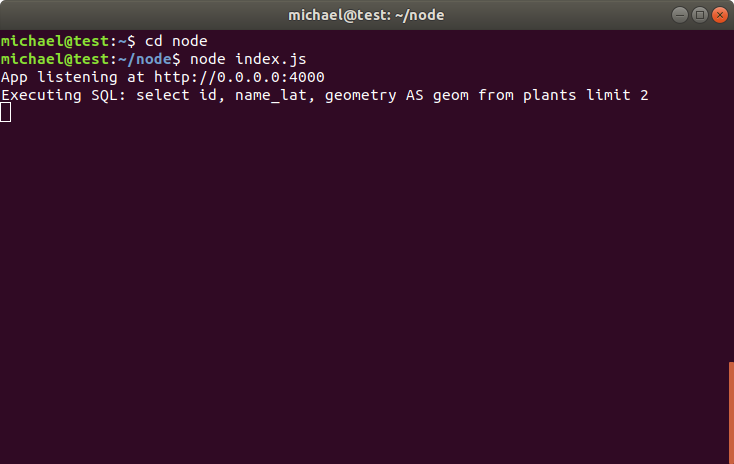 michael@test: ~/node
michael@test:~$ cd node
michael@test:~/node$ node index.js
App listening at http://0.0.0.0:4000
Executing SQL: select id, name_lat, geometry AS geom from plants limit 2